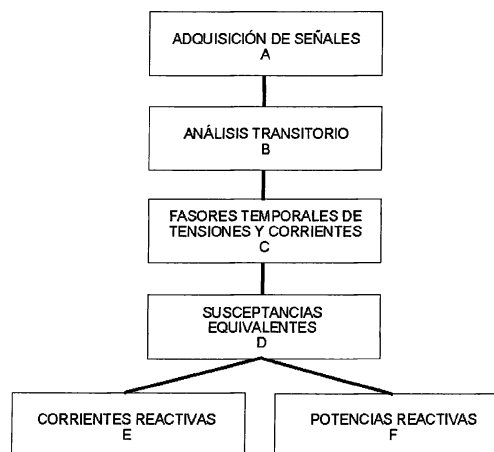 ADQUISICIÓN DE SEÑALES
A
ANÁLISIS TRANSITORIO
B
FASORES TEMPORALES DE
TENSIONES Y CORRIENTES
C
SUSCEPTANCIAS
EQUIVALENTES
D
CORRIENTES REACTIVAS
E
POTENCIAS REACTIVAS
F